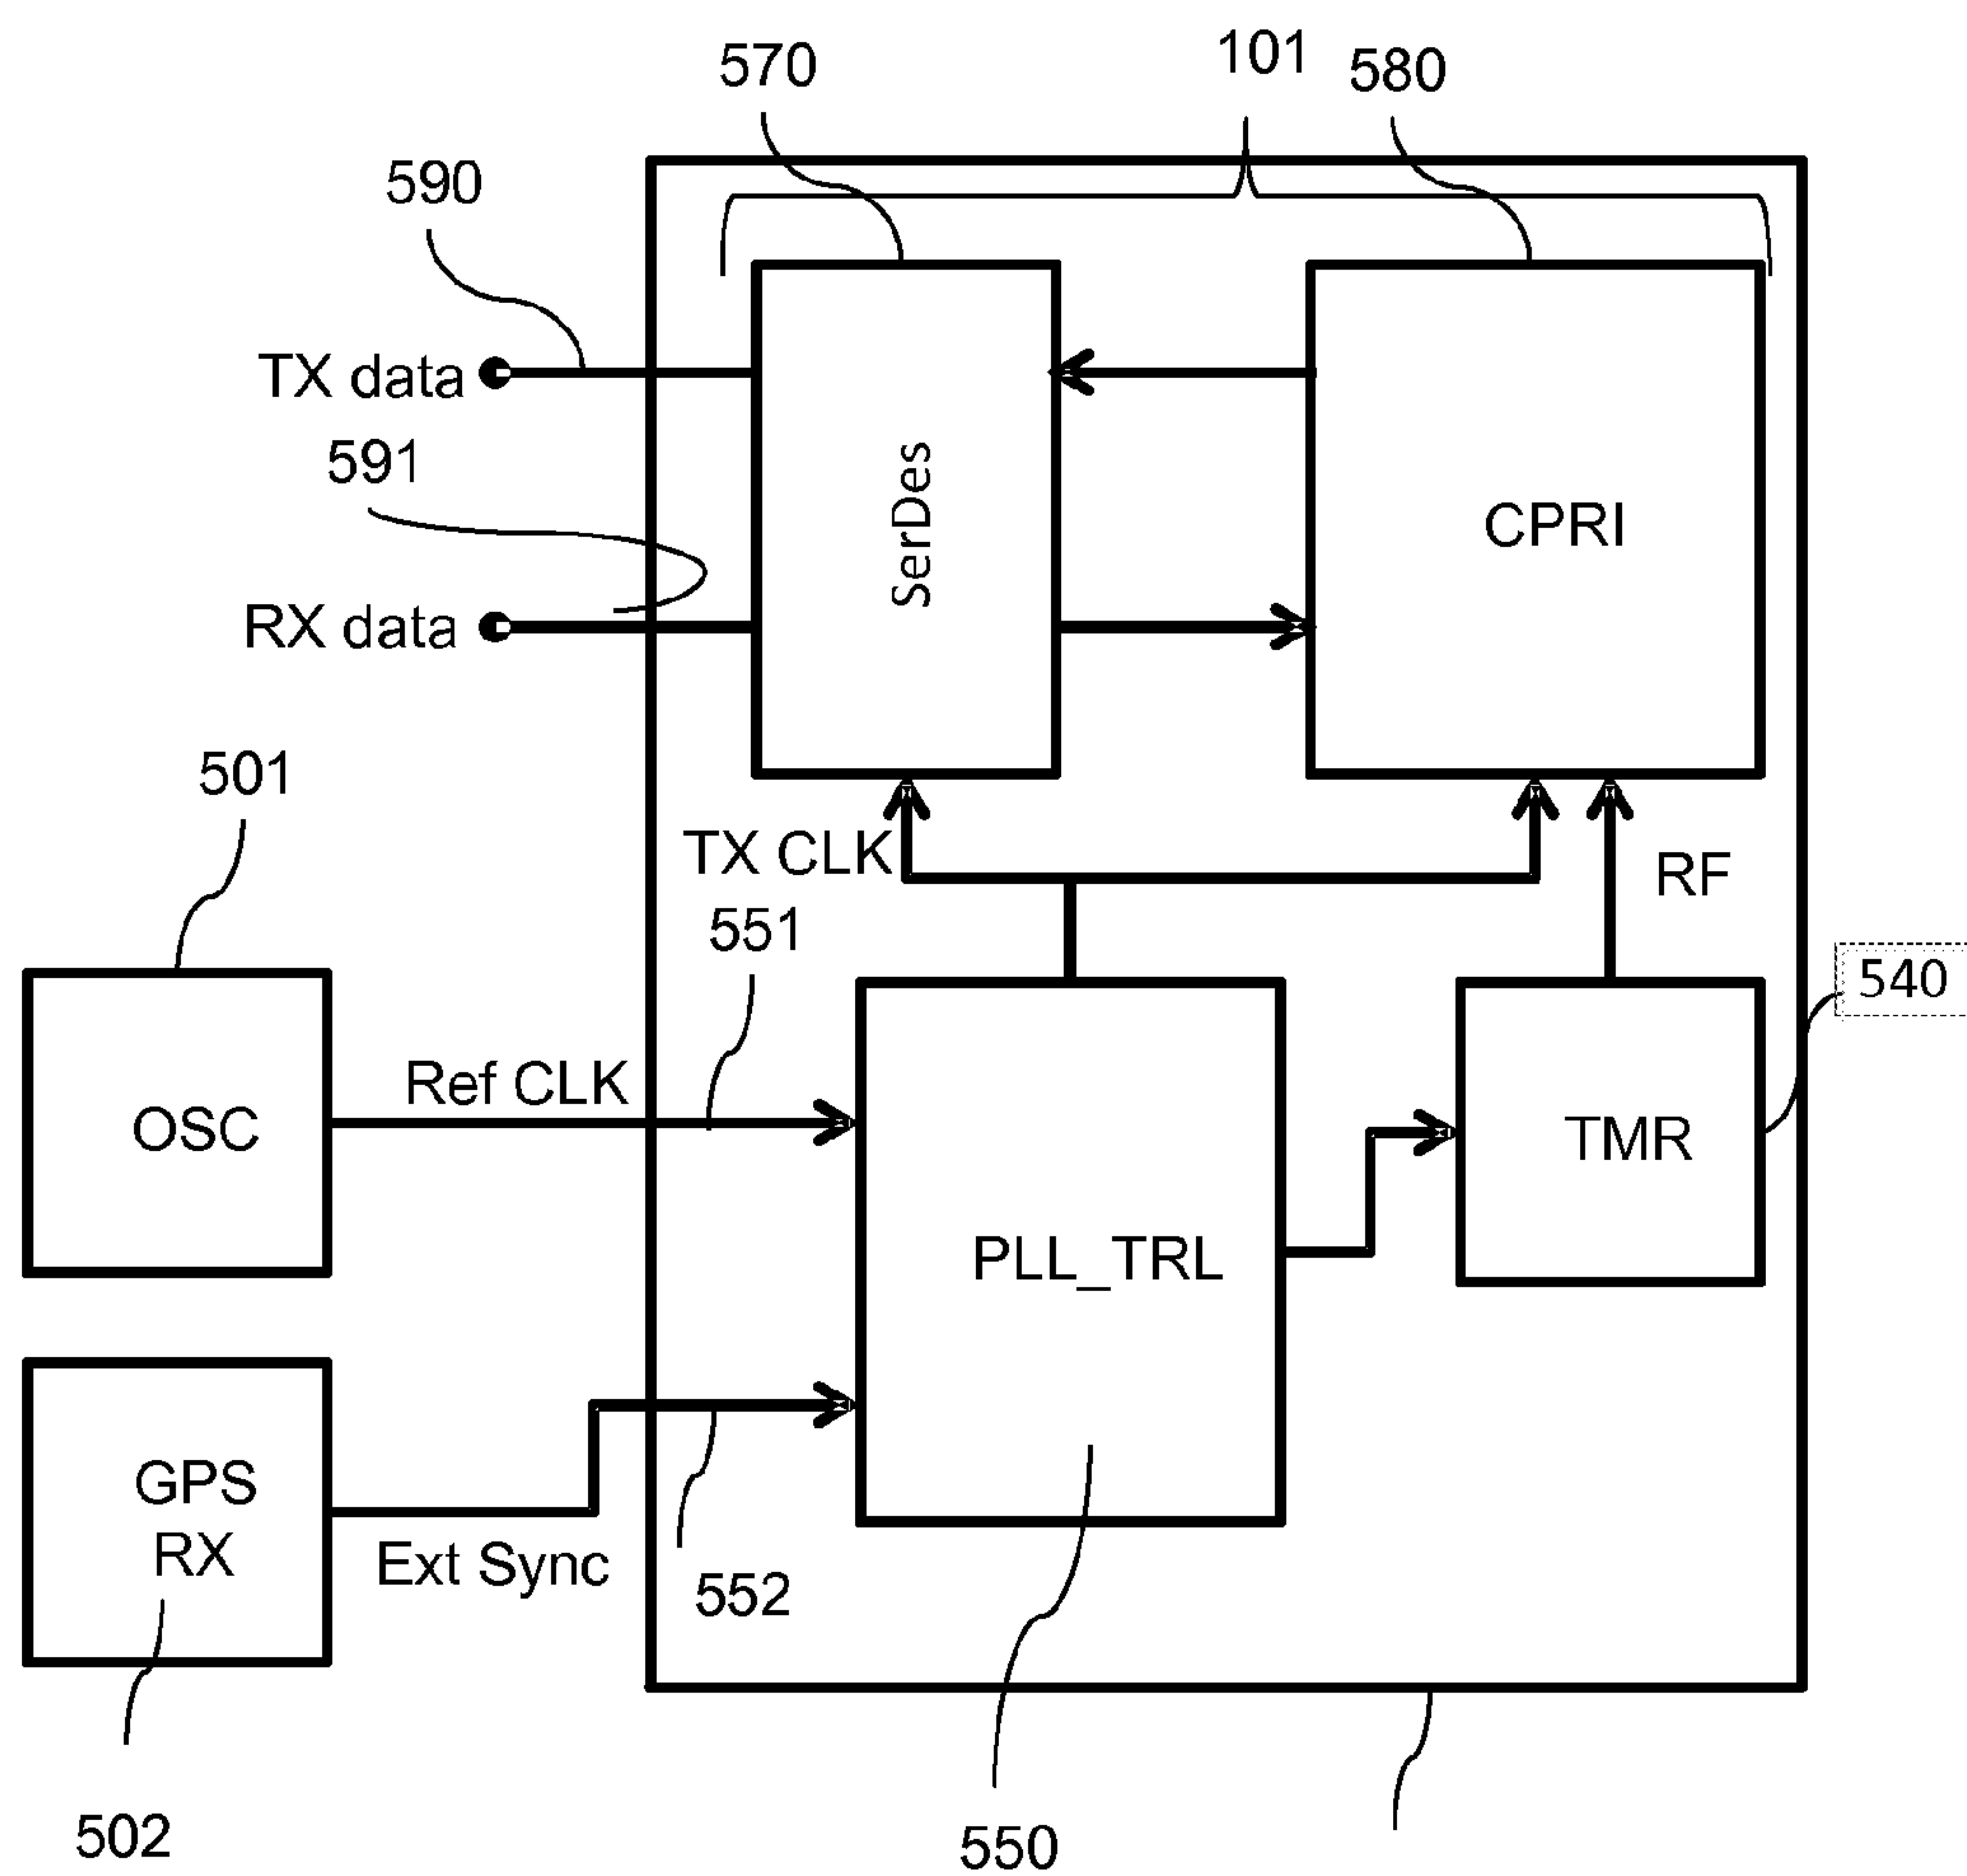 570
101
580
590
TX data
591
RX data
SerDes
CPRI
501
TX CLK
RF
551
540
Ref CLK
OSC
TMR
PLL_TRL
GPS
RX
Ext Sync
552
502
550